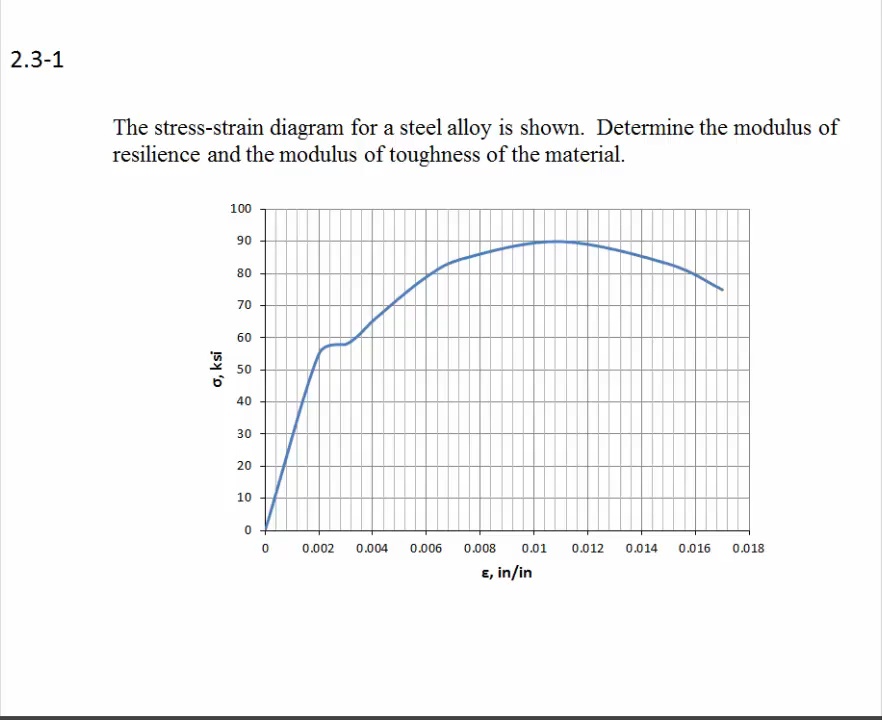 2.3-1
The stress-strain diagram for a steel alloy is shown. Determine the modulus of
resilience and the modulus of toughness of the material.
100
90
80
70
60
50
40
30
20
10
0
σ, ksi
0 0.002 0.004 0.006 0.008 0.01 0.012 0.014 0.016 0.018
ε, in/in